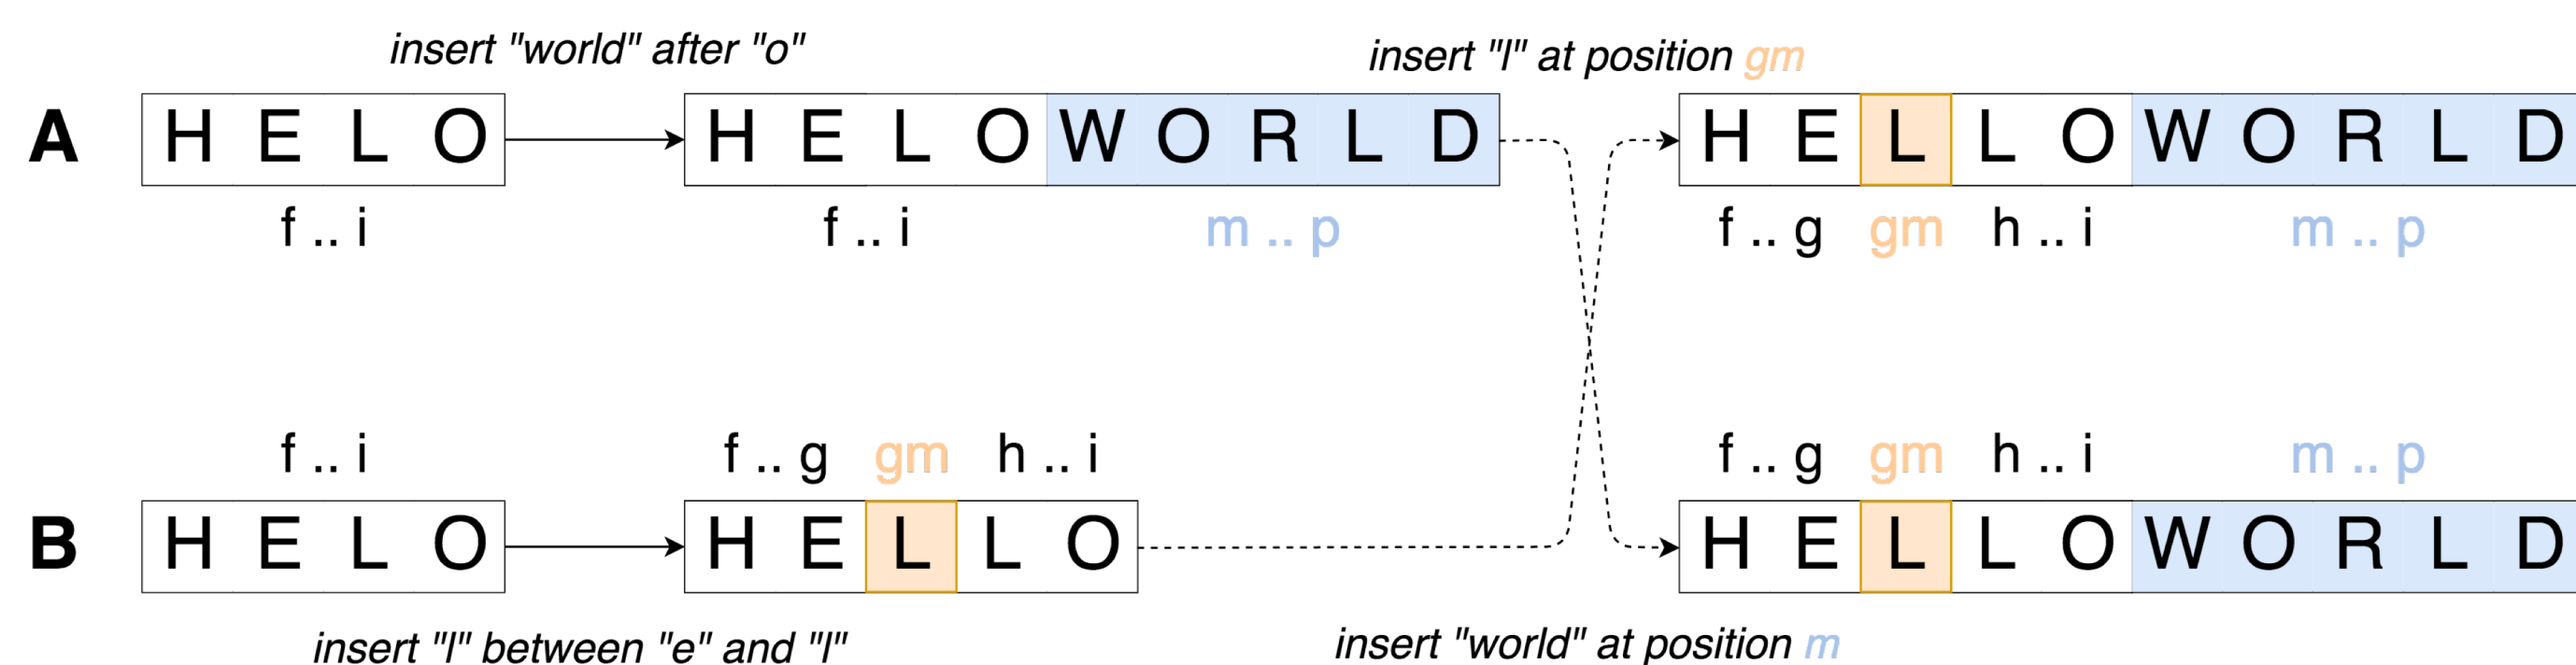 insert "world" after "o"
insert "l" at position gm
A
H E L O
H E L O W O R L D
H E L L O W O R L D
f .. i
f .. i
m .. p
f .. g gm h .. i
m .. p
f .. i
f .. g gm h .. i
f .. g gm h .. i
m .. p
B
H E L O
H E L L O
H E L L O W O R L D
insert "l" between "e" and "l"
insert "world" at position m